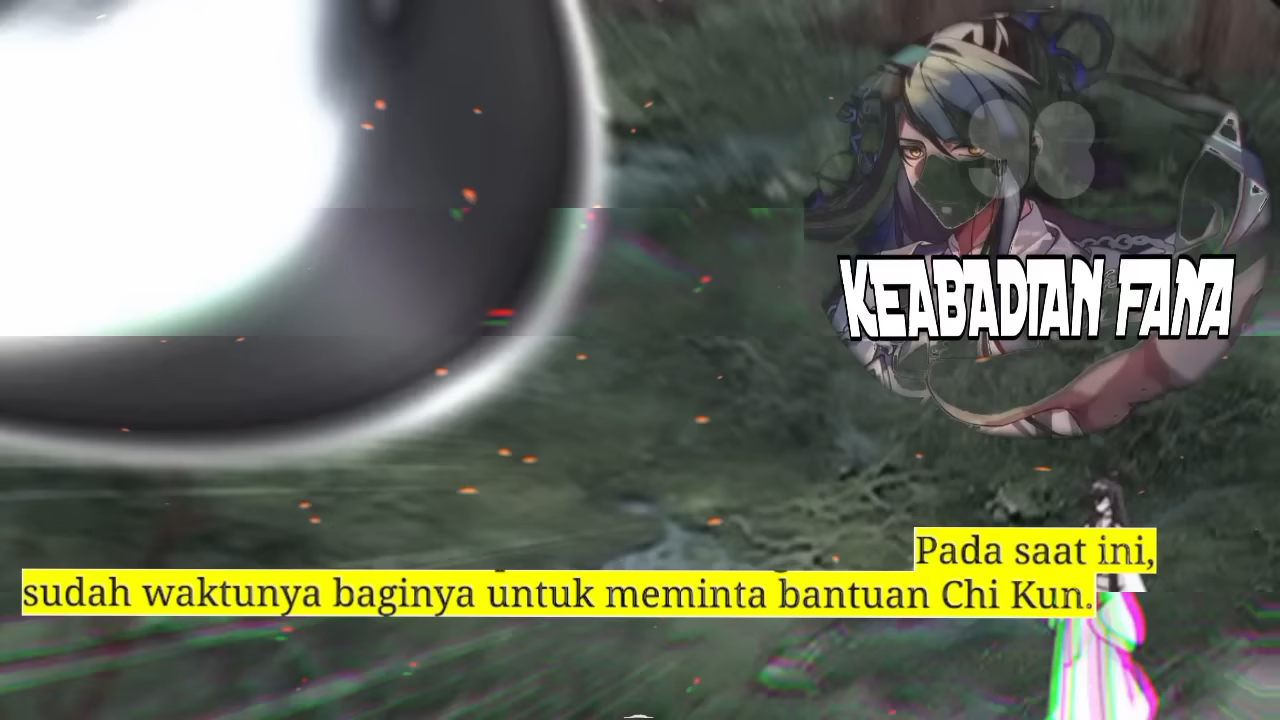 KEABADIAN FANA
Pada saat ini,
sudah waktunya baginya untuk meminta bantuan Chi Kun.